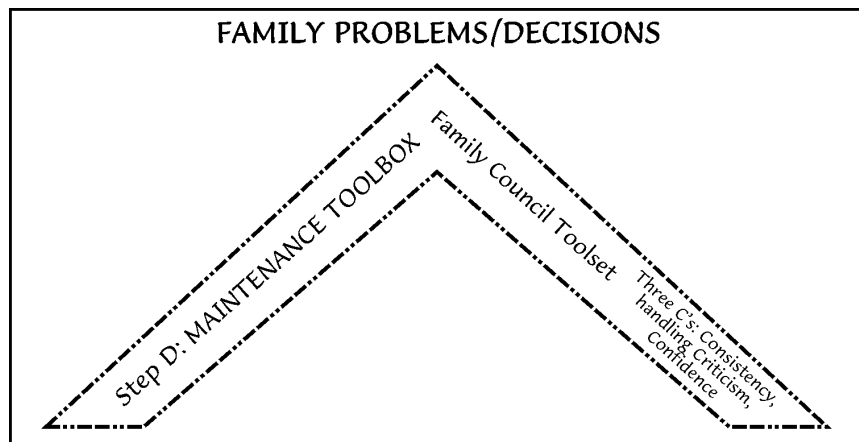 FAMILY PROBLEMS/DECISIONS
Step D: MAINTENANCE TOOLBOX
Family Council Toolset
Three C's: Consistency,
handling Criticism,
Confidence